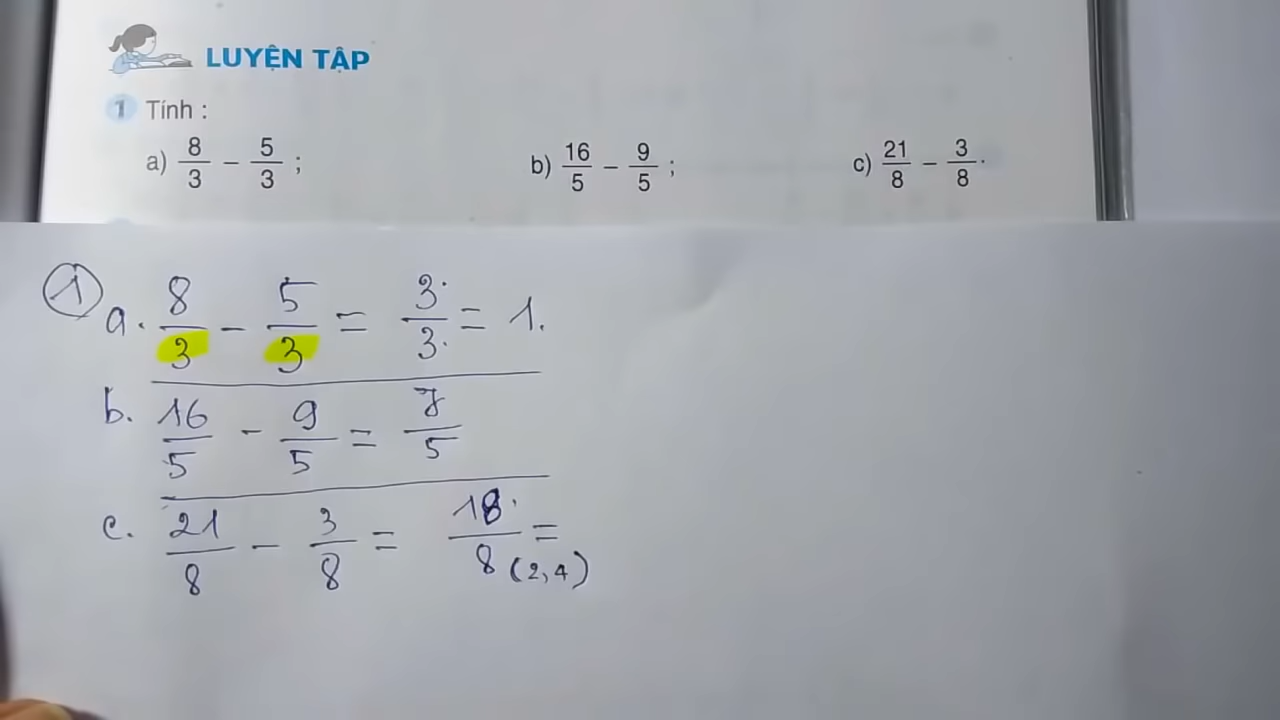 LUYỆN TẬP
1 Tính :
a) 8/3 – 5/3 ; b) 16/5 – 9/5 ; c) 21/8 – 3/8 .
1 a. 8/3 – 5/3 = 3/3 = 1.
b. 16/5 – 9/5 = 7/5
c. 21/8 – 3/8 = 18/8 (2,4) =